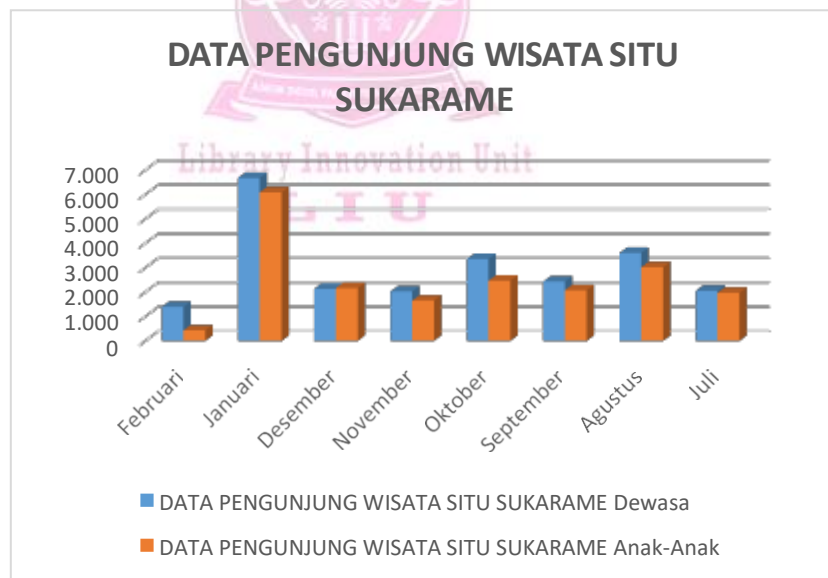 DATA PENGUNJUNG WISATA SITU
SUKARAME
Library Innovation Unit
L I U
7.000
6.000
5.000
4.000
3.000
2.000
1.000
0
Februari
Januari
Desember
November
Oktober
September
Agustus
Juli
DATA PENGUNJUNG WISATA SITU SUKARAME Dewasa
DATA PENGUNJUNG WISATA SITU SUKARAME Anak-Anak